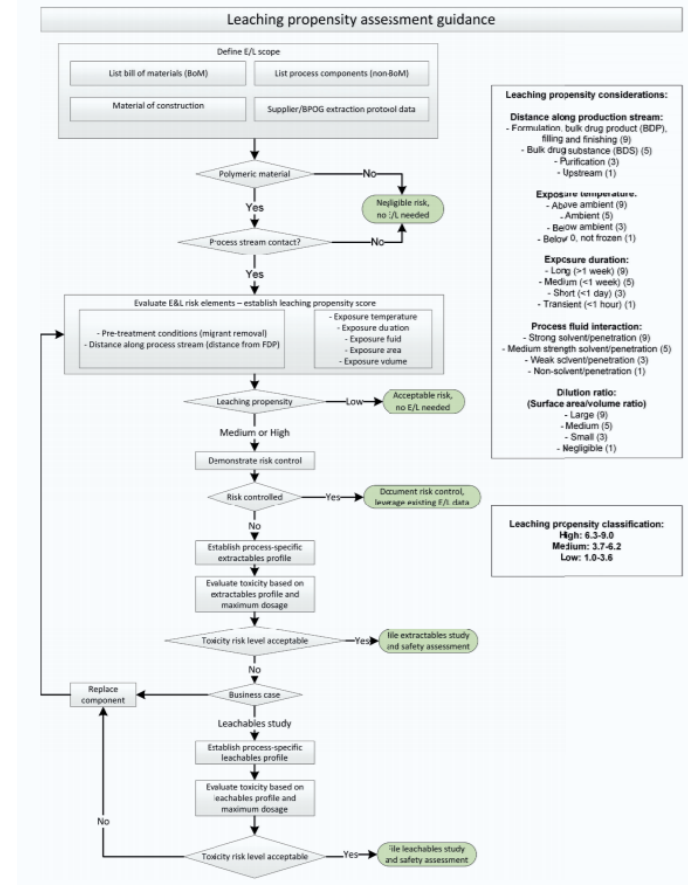 Leaching propensity assessment guidance
Define E/L scope
List bill of materials (BoM)
List process components (non-BoM)
Material of construction
Supplier/BPOG extraction protocol data
Polymeric material
No
Yes
Negligible risk,
no E/L needed
Process stream contact?
No
Yes
Evaluate E&L risk elements – establish leaching propensity score
- Pre-treatment conditions (migrant removal)
- Distance along process stream (distance from FDP)
- Exposure temperature
- Exposure duration
- Exposure fluid
- Exposure area
- Exposure volume
Leaching propensity
Low
Acceptable risk,
no E/L needed
Medium or High
Demonstrate risk control
Risk controlled
Yes
Document risk control,
leverage existing E/L data
No
Establish process-specific
extractables profile
Evaluate toxicity based on
extractables profile and
maximum dosage
Toxicity risk level acceptable
Yes
File extractables study
and safety assessment
No
Business case
Replace
component
Leachables study
Establish process-specific
leachables profile
Evaluate toxicity based on
leachables profile and
maximum dosage
No
Toxicity risk level acceptable
Yes
File leachables study
and safety assessment
Leaching propensity considerations:
Distance along production stream:
- Formulation, bulk drug product (BDP),
filling and finishing (9)
- Bulk drug substance (BDS) (5)
- Purification (3)
- Upstream (1)
Exposure temperature:
- Above ambient (9)
- Ambient (5)
- Below ambient (3)
- Below 0, not frozen (1)
Exposure duration:
- Long (>1 week) (9)
- Medium (<1 week) (5)
- Short (<1 day) (3)
- Transient (<1 hour) (1)
Process fluid interaction:
- Strong solvent/penetration (9)
- Medium strength solvent/penetration (5)
- Weak solvent/penetration (3)
- Non-solvent/penetration (1)
Dilution ratio:
(Surface area/volume ratio)
- Large (9)
- Medium (5)
- Small (3)
- Negligible (1)
Leaching propensity classification:
High: 6.3-9.0
Medium: 3.7-6.2
Low: 1.0-3.6